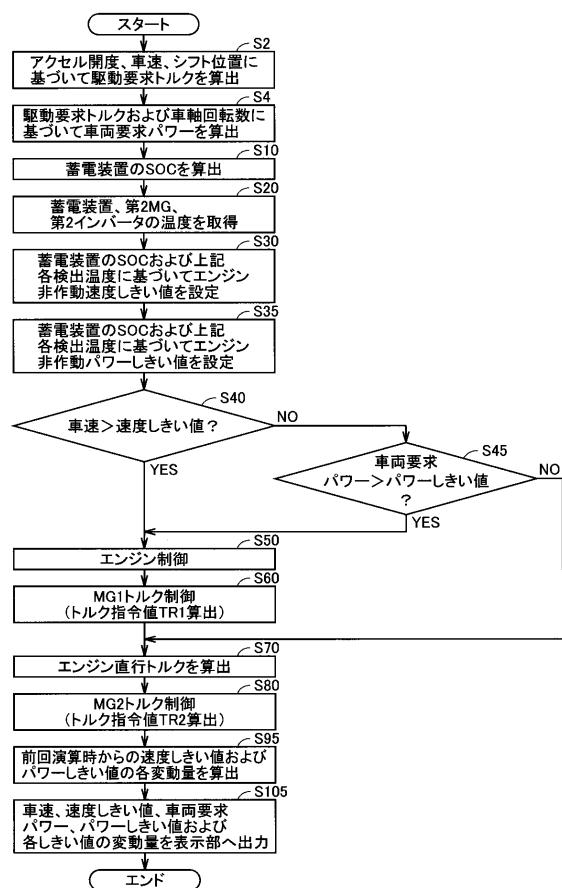 スタート
S2
アクセル開度、車速、シフト位置に
基づいて駆動要求トルクを算出
S4
駆動要求トルクおよび車軸回転数に
基づいて車両要求パワーを算出
S10
蓄電装置のSOCを算出
S20
蓄電装置、第2MG、
第2インバータの温度を取得
S30
蓄電装置のSOCおよび上記
各検出温度に基づいてエンジン
非作動速度しきい値を設定
S35
蓄電装置のSOCおよび上記
各検出温度に基づいてエンジン
非作動パワーしきい値を設定
S40
車速＞速度しきい値？
NO
YES
S45
車両要求
パワー＞パワーしきい値
？
NO
YES
S50
エンジン制御
S60
MG1トルク制御
(トルク指令値TR1算出)
S70
エンジン直行トルクを算出
S80
MG2トルク制御
(トルク指令値TR2算出)
S95
前回演算時からの速度しきい値および
パワーしきい値の各変動量を算出
S105
車速、速度しきい値、車両要求
パワー、パワーしきい値および
各しきい値の変動量を表示部へ出力
エンド